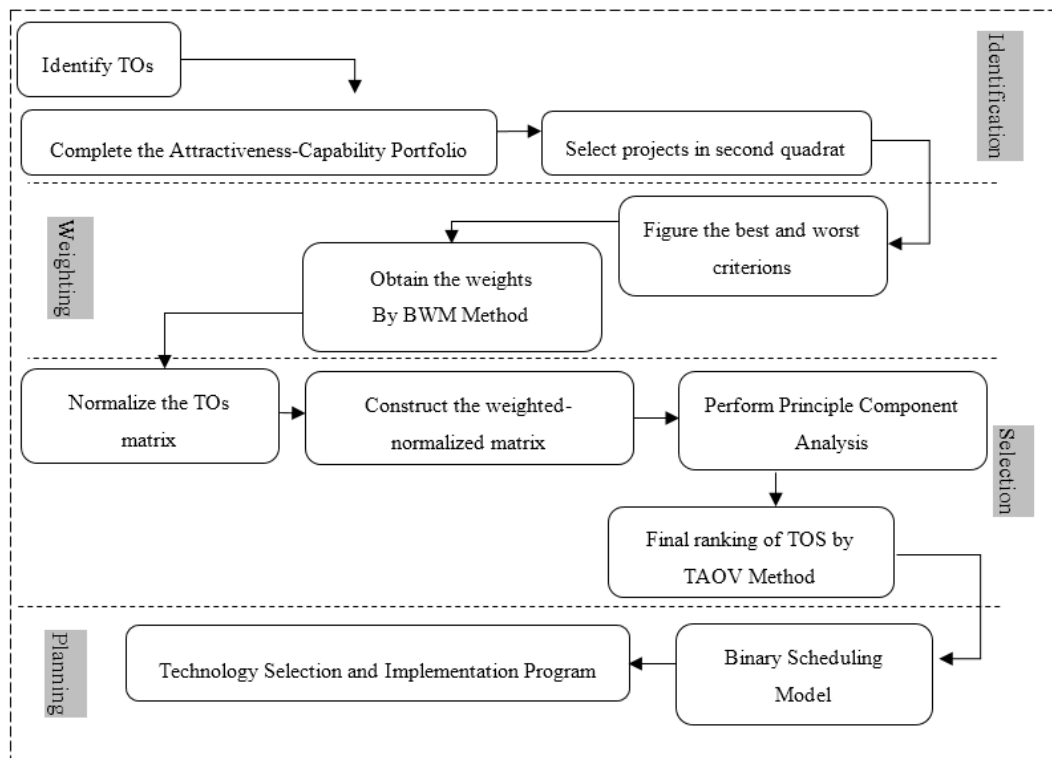 Identify TOs
Identification
Complete the Attractiveness-Capability Portfolio
Select projects in second quadrat
Weighting
Figure the best and worst
criterions
Obtain the weights
By BWM Method
Normalize the TOs
matrix
Construct the weighted-
normalized matrix
Perform Principle Component
Analysis
Selection
Final ranking of TOS by
TAOV Method
Planning
Technology Selection and Implementation Program
Binary Scheduling
Model